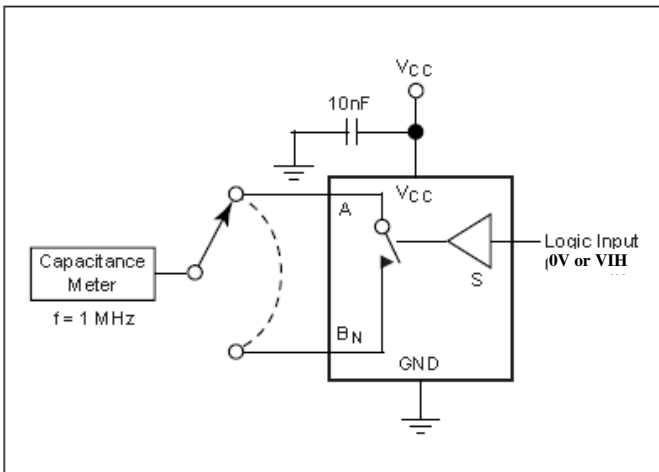 VCC
10nF
VCC
A
Logic Input
(0V or VIH
S
Capacitance
Meter
f = 1 MHz
BN
GND